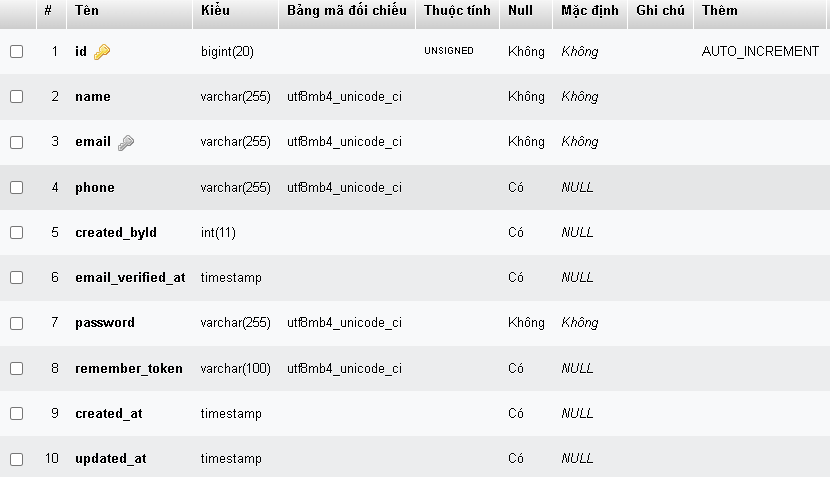 # Tên Kiểu Bảng mã đối chiếu Thuộc tính Null Mặc định Ghi chú Thêm
1 id bigint(20) UNSIGNED Không Không AUTO_INCREMENT
2 name varchar(255) utf8mb4_unicode_ci Không Không
3 email varchar(255) utf8mb4_unicode_ci Không Không
4 phone varchar(255) utf8mb4_unicode_ci Có NULL
5 created_byId int(11) Có NULL
6 email_verified_at timestamp Có NULL
7 password varchar(255) utf8mb4_unicode_ci Không Không
8 remember_token varchar(100) utf8mb4_unicode_ci Có NULL
9 created_at timestamp Có NULL
10 updated_at timestamp Có NULL